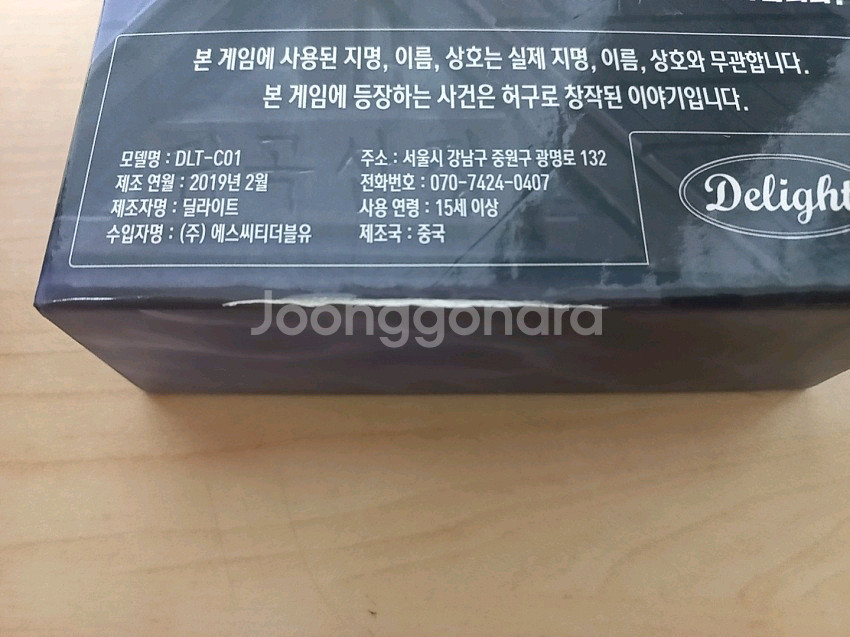 본 게임에 사용된 지명, 이름, 상호는 실제 지명, 이름, 상호와 무관합니다.
본 게임에 등장하는 사건은 허구로 창작된 이야기입니다.
모델명 : DLT-C01
제조 연월 : 2019년 2월
제조자명 : 딜라이트
수입자명 : (주) 에스씨티더블유
주소 : 서울시 강남구 중원구 광명로 132
전화번호 : 070-7424-0407
사용 연령 : 15세 이상
제조국 : 중국
Delight
Joonggonara